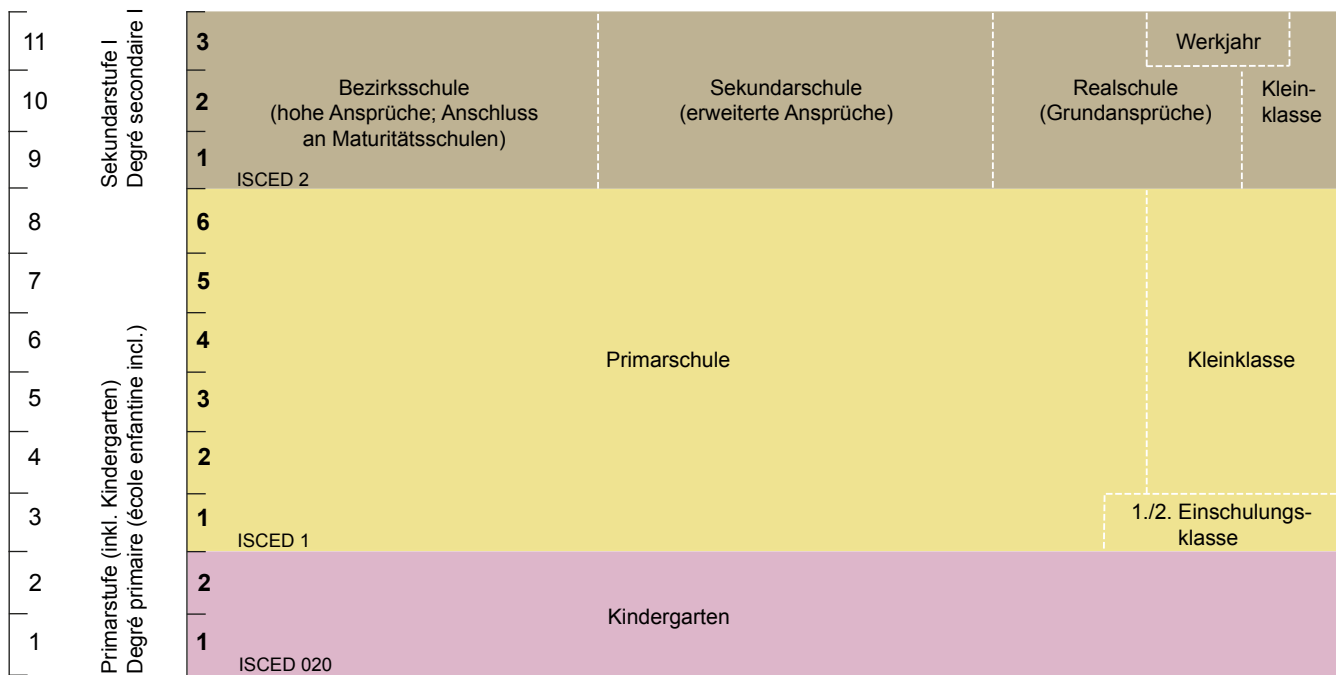 11
10
9
8
7
6
5
4
3
2
1
Sekundarstufe I
Degré secondaire I
Primarstufe (inkl. Kindergarten)
Degré primaire (école enfantine incl.)
3
2
1
Bezirksschule
(hohe Ansprüche; Anschluss
an Maturitätsschulen)
Sekundarschule
(erweiterte Ansprüche)
Realschule
(Grundansprüche)
Werkjahr
Klein-
klasse
ISCED 2
6
5
4
3
2
1
Primarschule
Kleinklasse
1./2. Einschulungs-
klasse
ISCED 1
2
1
Kindergarten
ISCED 020